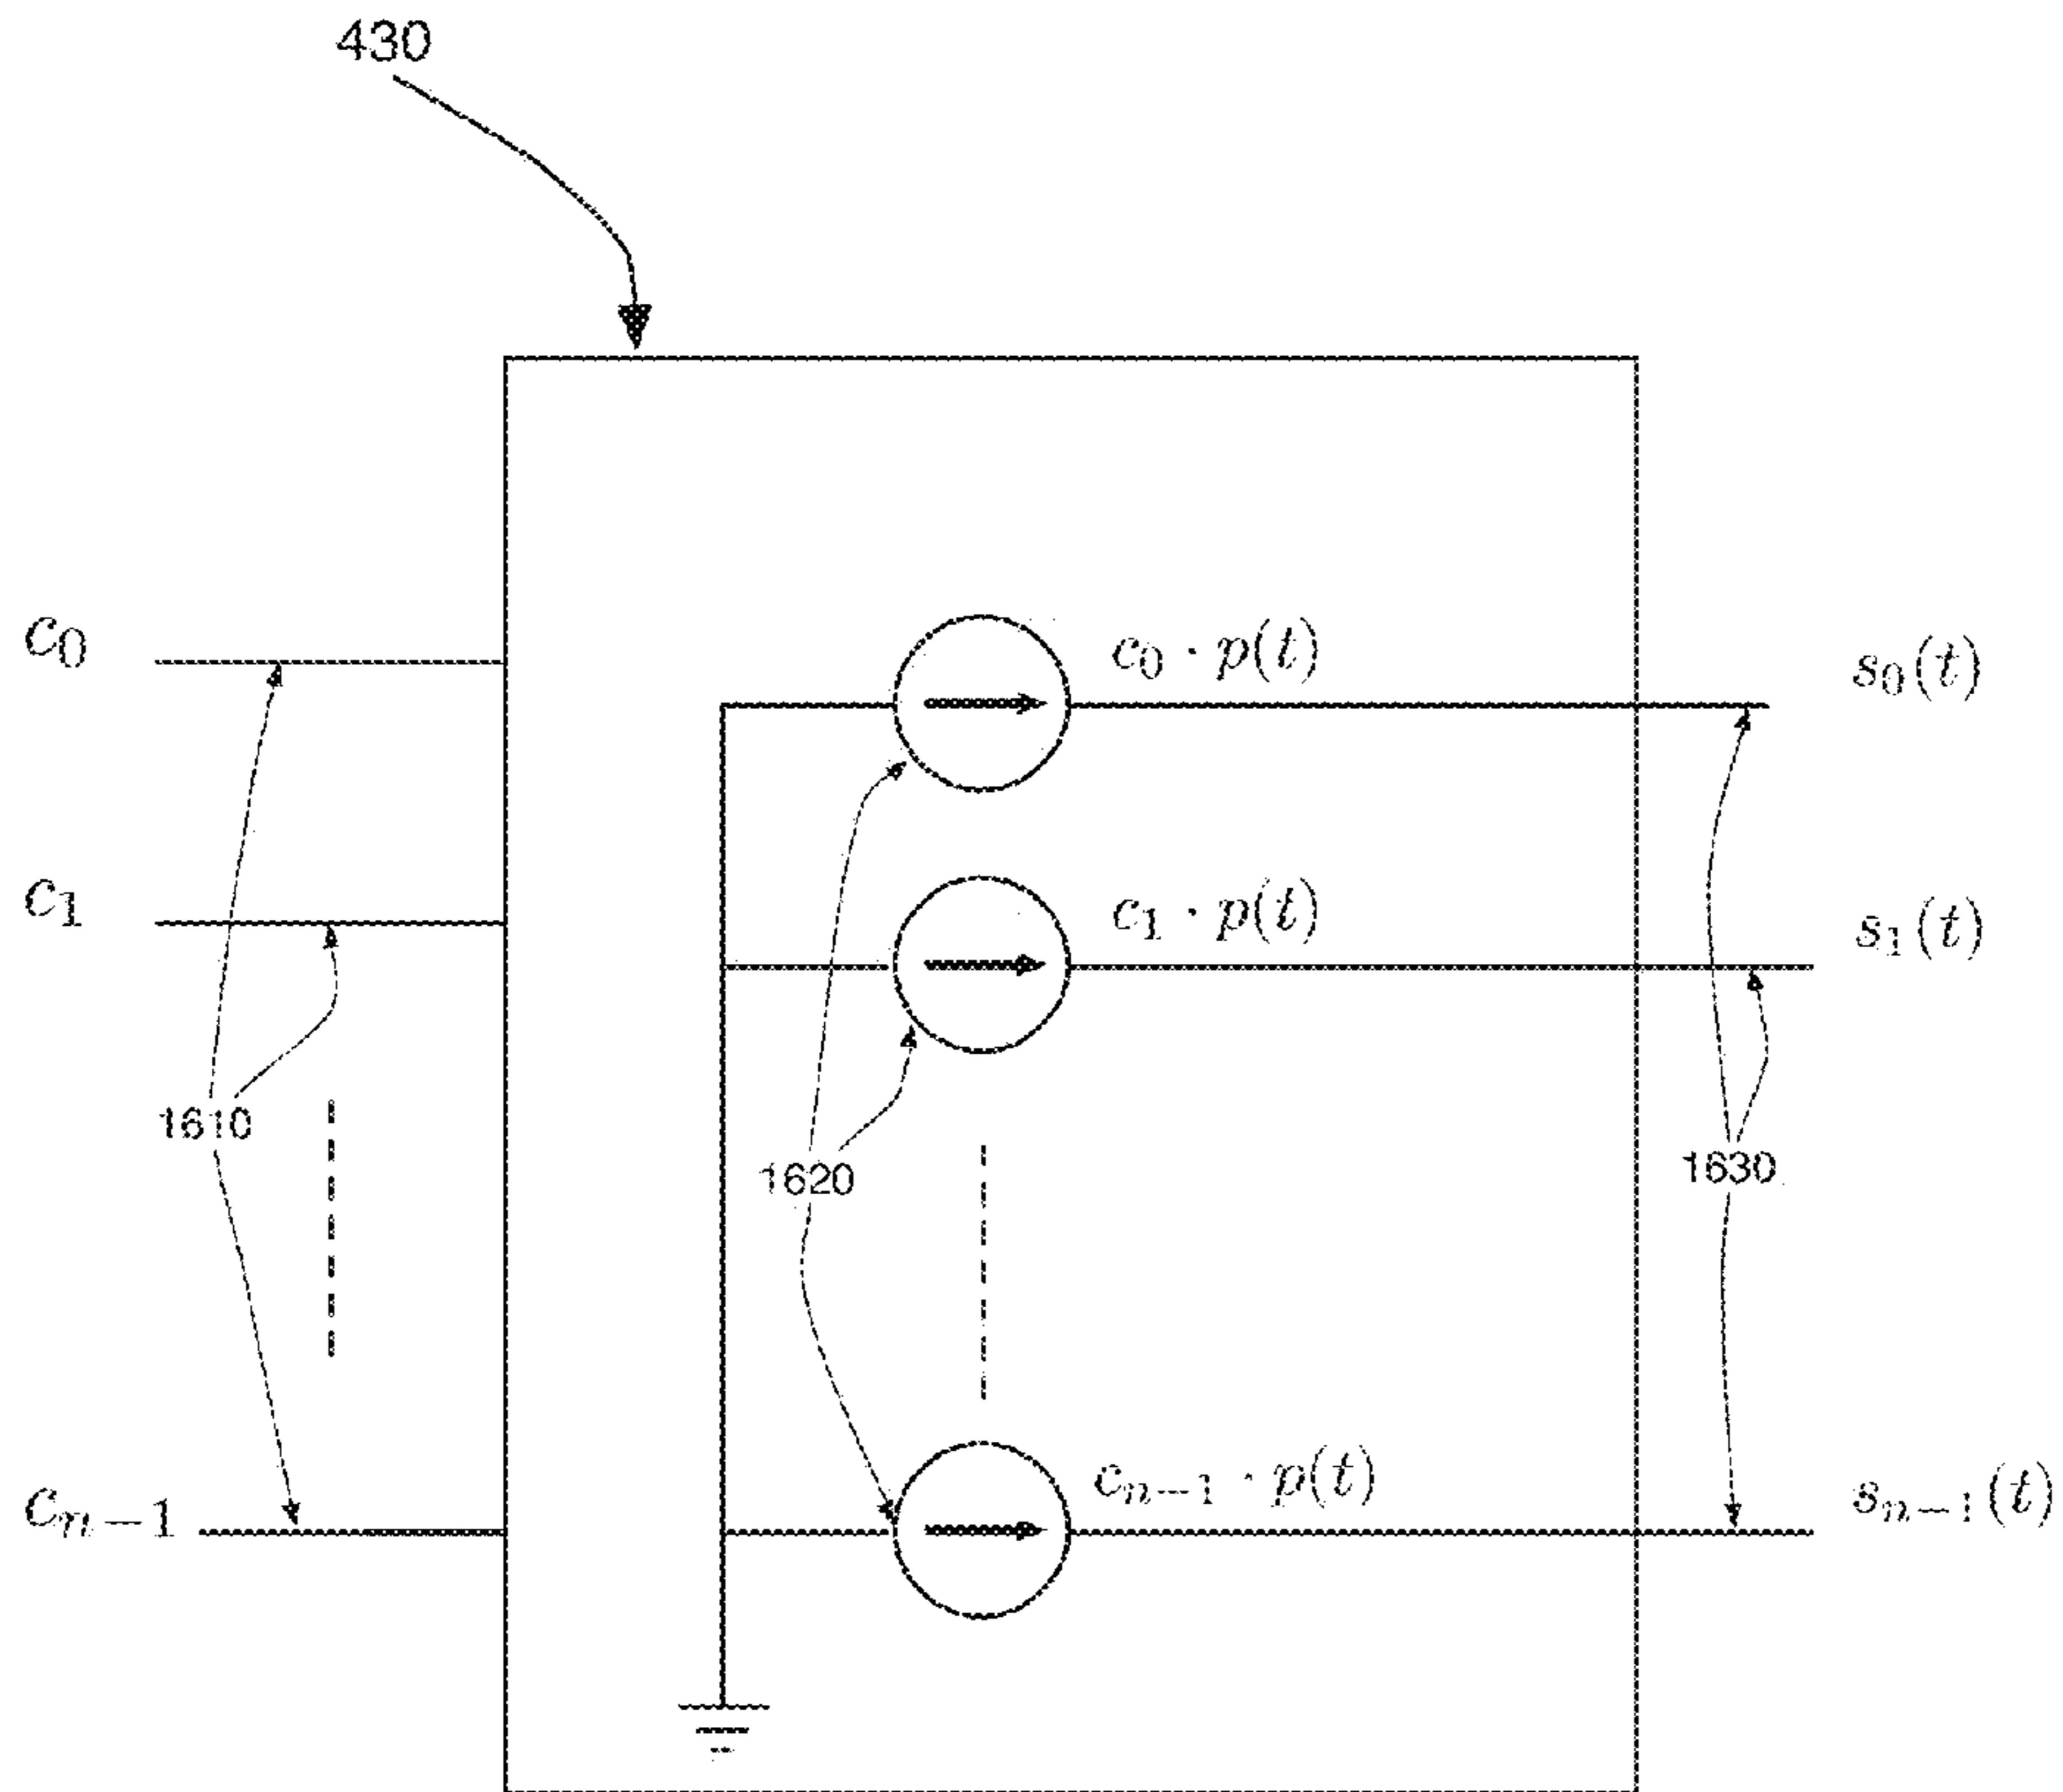 430
c₀
c₀ · p(t)
s₀(t)
c₁
c₁ · p(t)
s₁(t)
1610
1620
1630
cₙ₋₁
cₙ₋₁ · p(t)
sₙ₋₁(t)